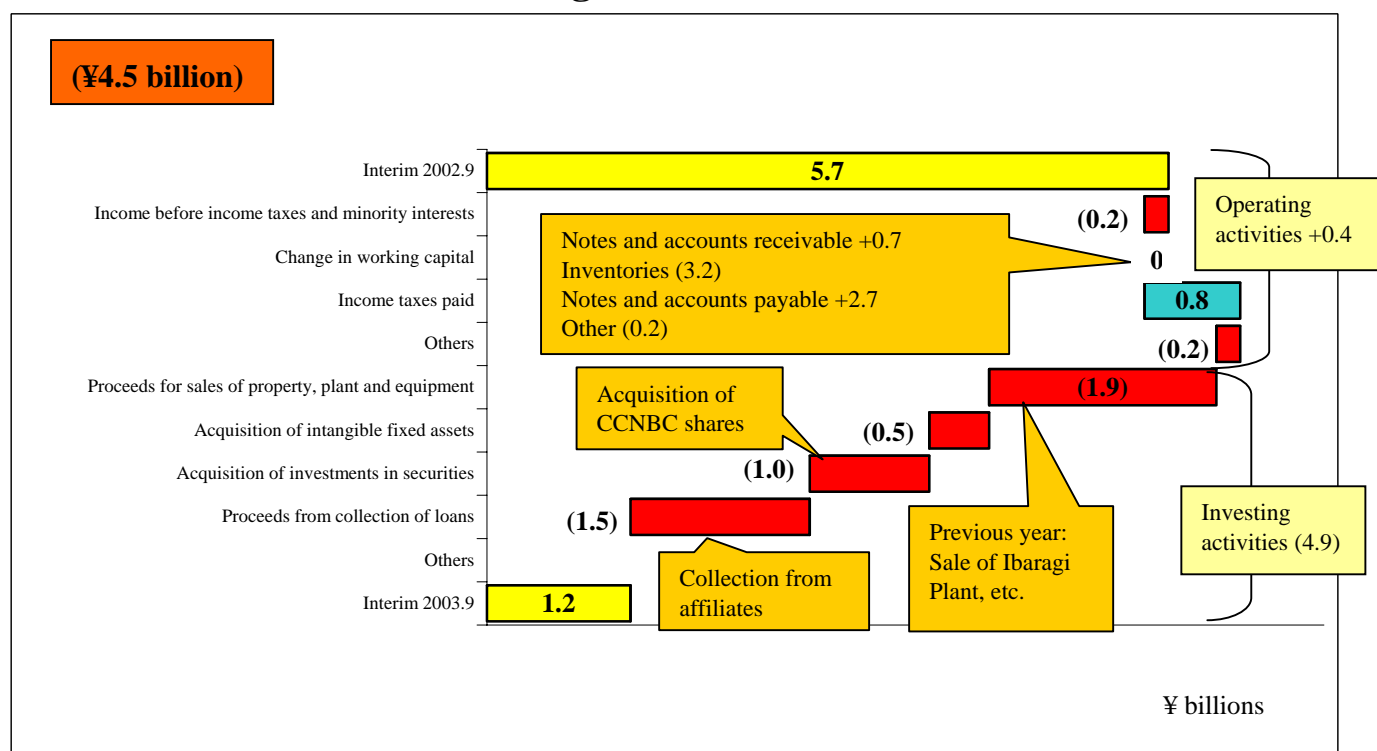 (¥4.5 billion)
Interim 2002.9
5.7
Income before income taxes and minority interests
(0.2)
Change in working capital
0
Notes and accounts receivable +0.7
Inventories (3.2)
Notes and accounts payable +2.7
Other (0.2)
Income taxes paid
0.8
Others
(0.2)
Operating
activities +0.4
Proceeds for sales of property, plant and equipment
(1.9)
Acquisition of
CCNBC shares
Acquisition of intangible fixed assets
(0.5)
Acquisition of investments in securities
(1.0)
Proceeds from collection of loans
(1.5)
Previous year:
Sale of Ibaragi
Plant, etc.
Investing
activities (4.9)
Others
Collection from
affiliates
Interim 2003.9
1.2
¥ billions